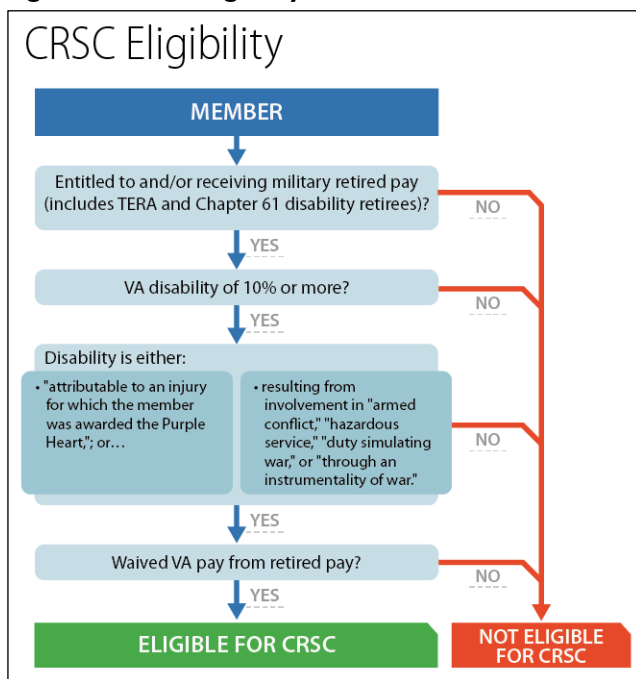 CRSC Eligibility
MEMBER
Entitled to and/or receiving military retired pay
(includes TERA and Chapter 61 disability retirees)?
NO
YES
VA disability of 10% or more?
NO
YES
Disability is either:
• "attributable to an injury
for which the member
was awarded the Purple
Heart,"; or…
• resulting from
involvement in "armed
conflict," "hazardous
service," "duty simulating
war," or "through an
instrumentality of war."
NO
YES
Waived VA pay from retired pay?
NO
YES
ELIGIBLE FOR CRSC
NOT ELIGIBLE
FOR CRSC